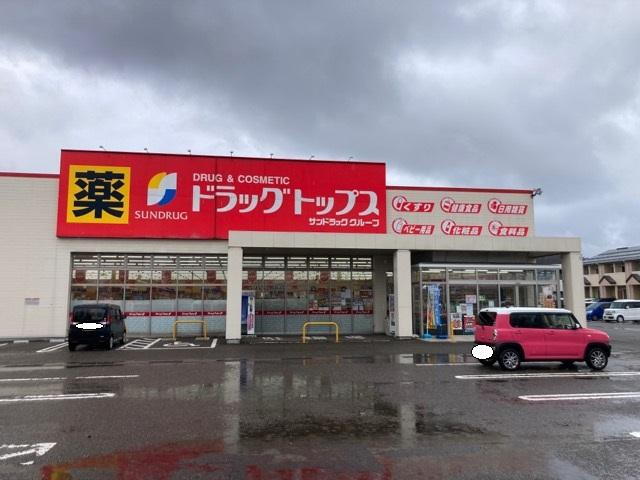 薬
SUNDRUG
DRUG & COSMETIC
ドラッグトップス
サンドラッググループ
くすり
健康食品
日用雑貨
ベビー用品
化粧品
食料品